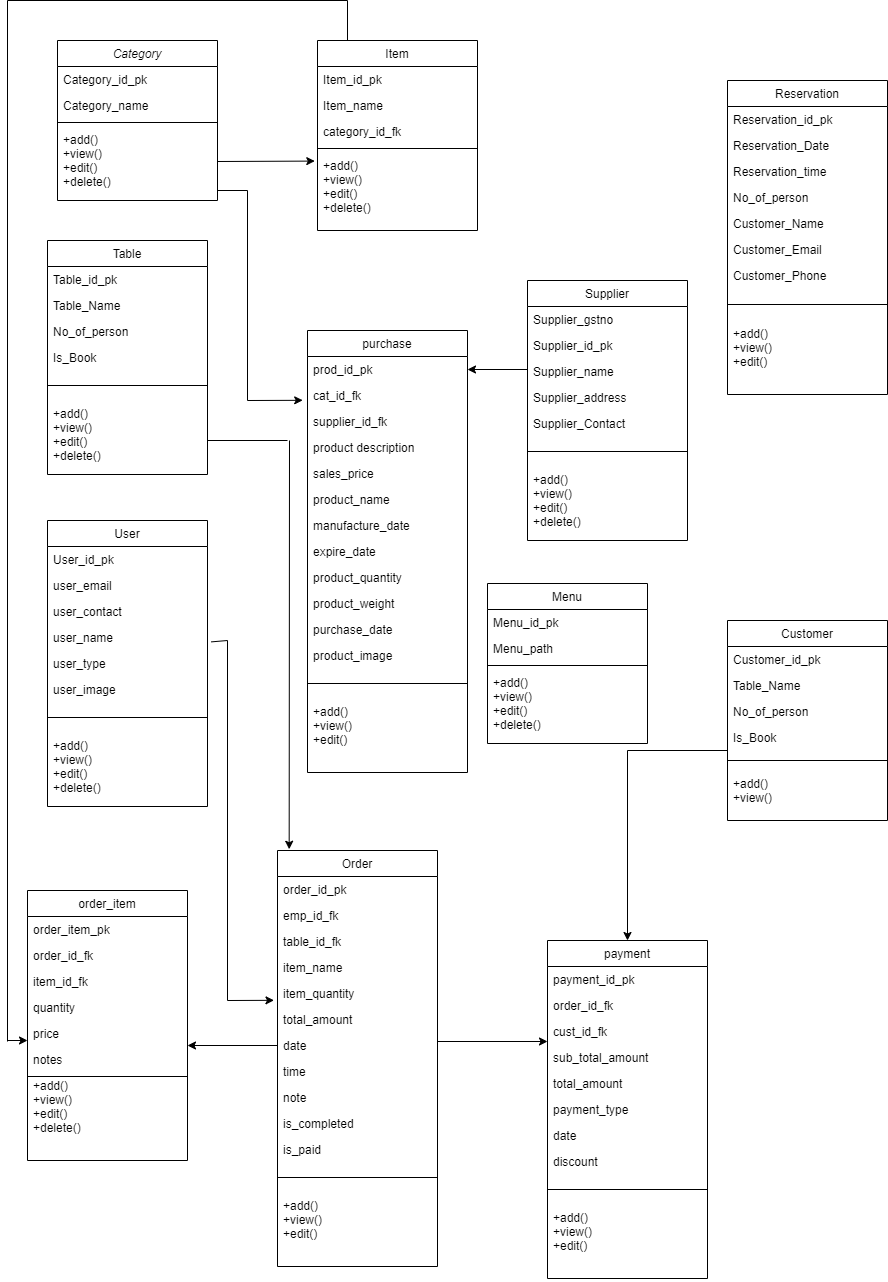 Category
Category_id_pk
Category_name
+add()
+view()
+edit()
+delete()
Item
Item_id_pk
Item_name
category_id_fk
+add()
+view()
+edit()
+delete()
Reservation
Reservation_id_pk
Reservation_Date
Reservation_time
No_of_person
Customer_Name
Customer_Email
Customer_Phone
+add()
+view()
+edit()
Table
Table_id_pk
Table_Name
No_of_person
Is_Book
+add()
+view()
+edit()
+delete()
purchase
prod_id_pk
cat_id_fk
supplier_id_fk
product description
sales_price
product_name
manufacture_date
expire_date
product_quantity
product_weight
purchase_date
product_image
+add()
+view()
+edit()
Supplier
Supplier_gstno
Supplier_id_pk
Supplier_name
Supplier_address
Supplier_Contact
+add()
+view()
+edit()
+delete()
User
User_id_pk
user_email
user_contact
user_name
user_type
user_image
+add()
+view()
+edit()
+delete()
Menu
Menu_id_pk
Menu_path
+add()
+view()
+edit()
+delete()
Customer
Customer_id_pk
Table_Name
No_of_person
Is_Book
+add()
+view()
order_item
order_item_pk
order_id_fk
item_id_fk
quantity
price
notes
+add()
+view()
+edit()
+delete()
Order
order_id_pk
emp_id_fk
table_id_fk
item_name
item_quantity
total_amount
date
time
note
is_completed
is_paid
+add()
+view()
+edit()
payment
payment_id_pk
order_id_fk
cust_id_fk
sub_total_amount
total_amount
payment_type
date
discount
+add()
+view()
+edit()